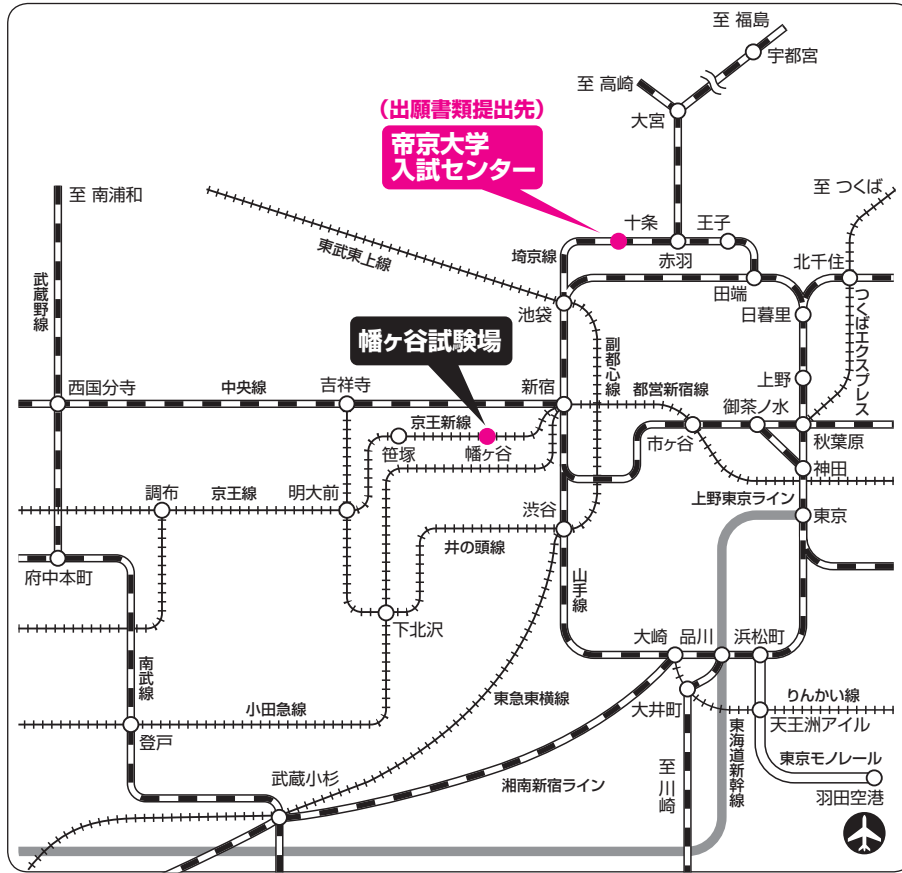 至 福島
宇都宮
至 高崎
大宮
(出願書類提出先)
帝京大学
入試センター
至 南浦和
至 つくば
十条
王子
東武東上線
埼京線
赤羽
北千住
田端
武蔵野線
池袋
日暮里
つくばエクスプレス
幡ヶ谷試験場
副都心線
上野
西国分寺
中央線
吉祥寺
新宿
都営新宿線
御茶ノ水
京王新線
笹塚
幡ヶ谷
市ヶ谷
秋葉原
神田
調布
京王線
明大前
渋谷
上野東京ライン
東京
井の頭線
府中本町
山手線
下北沢
大崎
品川
浜松町
南武線
小田急線
東急東横線
大井町
りんかい線
登戸
天王洲アイル
東海道新幹線
武蔵小杉
湘南新宿ライン
至 川崎
東京モノレール
羽田空港